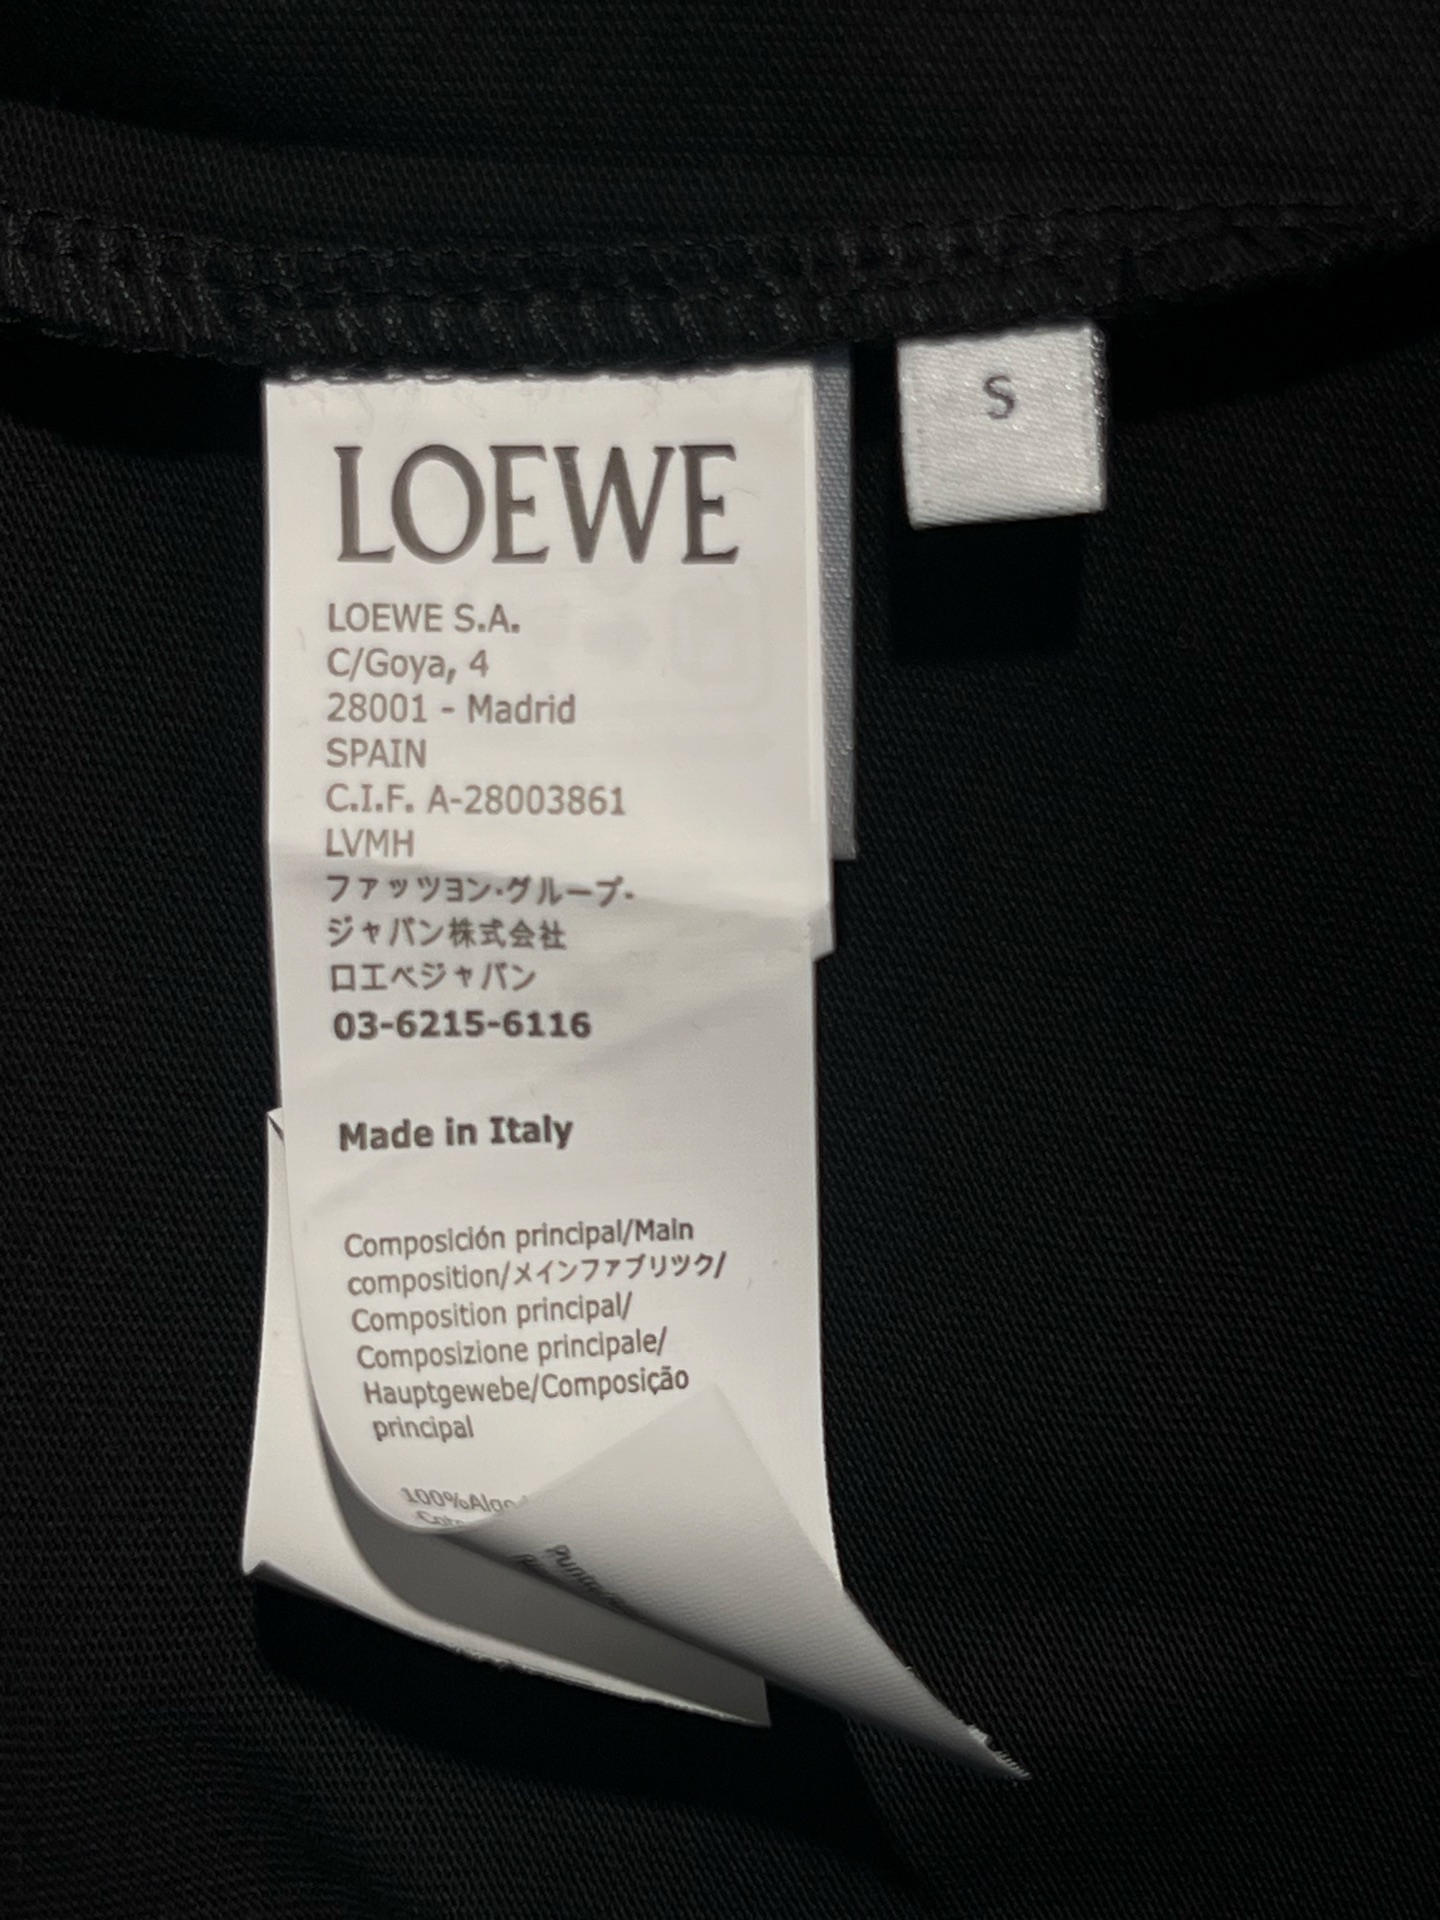 S
LOEWE
LOEWE S.A.
C/Goya, 4
28001 - Madrid
SPAIN
C.I.F. A-28003861
LVMH
ファッツヨン･グループ･
ジャパン株式会社
ロエベジャパン
03-6215-6116
Made in Italy
Composición principal/Main
composition/メインファブリツク/
Composition principal/
Composizione principale/
Hauptgewebe/Composição
principal